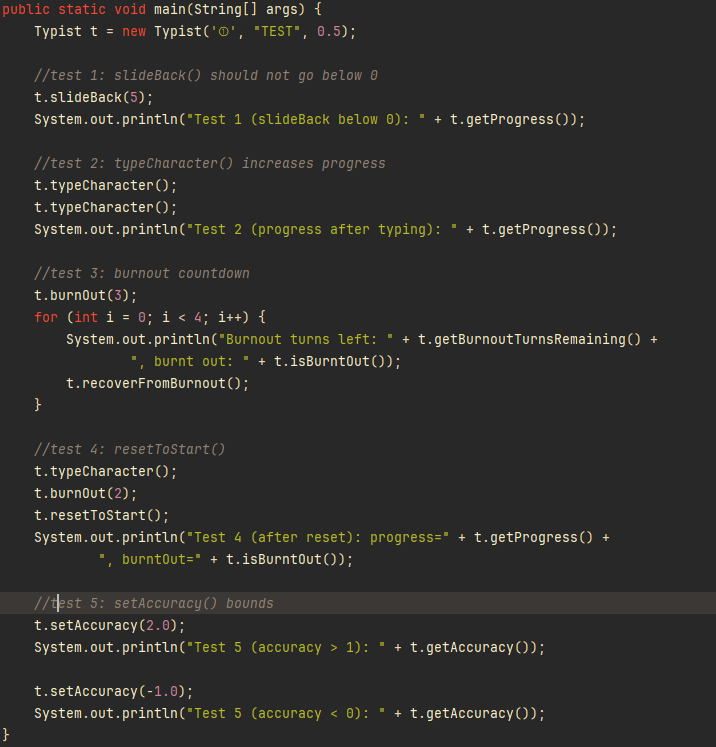 public static void main(String[] args) {
    Typist t = new Typist('①', "TEST", 0.5);

    //test 1: slideBack() should not go below 0
    t.slideBack(5);
    System.out.println("Test 1 (slideBack below 0): " + t.getProgress());

    //test 2: typeCharacter() increases progress
    t.typeCharacter();
    t.typeCharacter();
    System.out.println("Test 2 (progress after typing): " + t.getProgress());

    //test 3: burnout countdown
    t.burnOut(3);
    for (int i = 0; i < 4; i++) {
        System.out.println("Burnout turns left: " + t.getBurnoutTurnsRemaining() +
                ", burnt out: " + t.isBurntOut());
        t.recoverFromBurnout();
    }

    //test 4: resetToStart()
    t.typeCharacter();
    t.burnOut(2);
    t.resetToStart();
    System.out.println("Test 4 (after reset): progress=" + t.getProgress() +
            ", burntOut=" + t.isBurntOut());

    //test 5: setAccuracy() bounds
    t.setAccuracy(2.0);
    System.out.println("Test 5 (accuracy > 1): " + t.getAccuracy());

    t.setAccuracy(-1.0);
    System.out.println("Test 5 (accuracy < 0): " + t.getAccuracy());
}